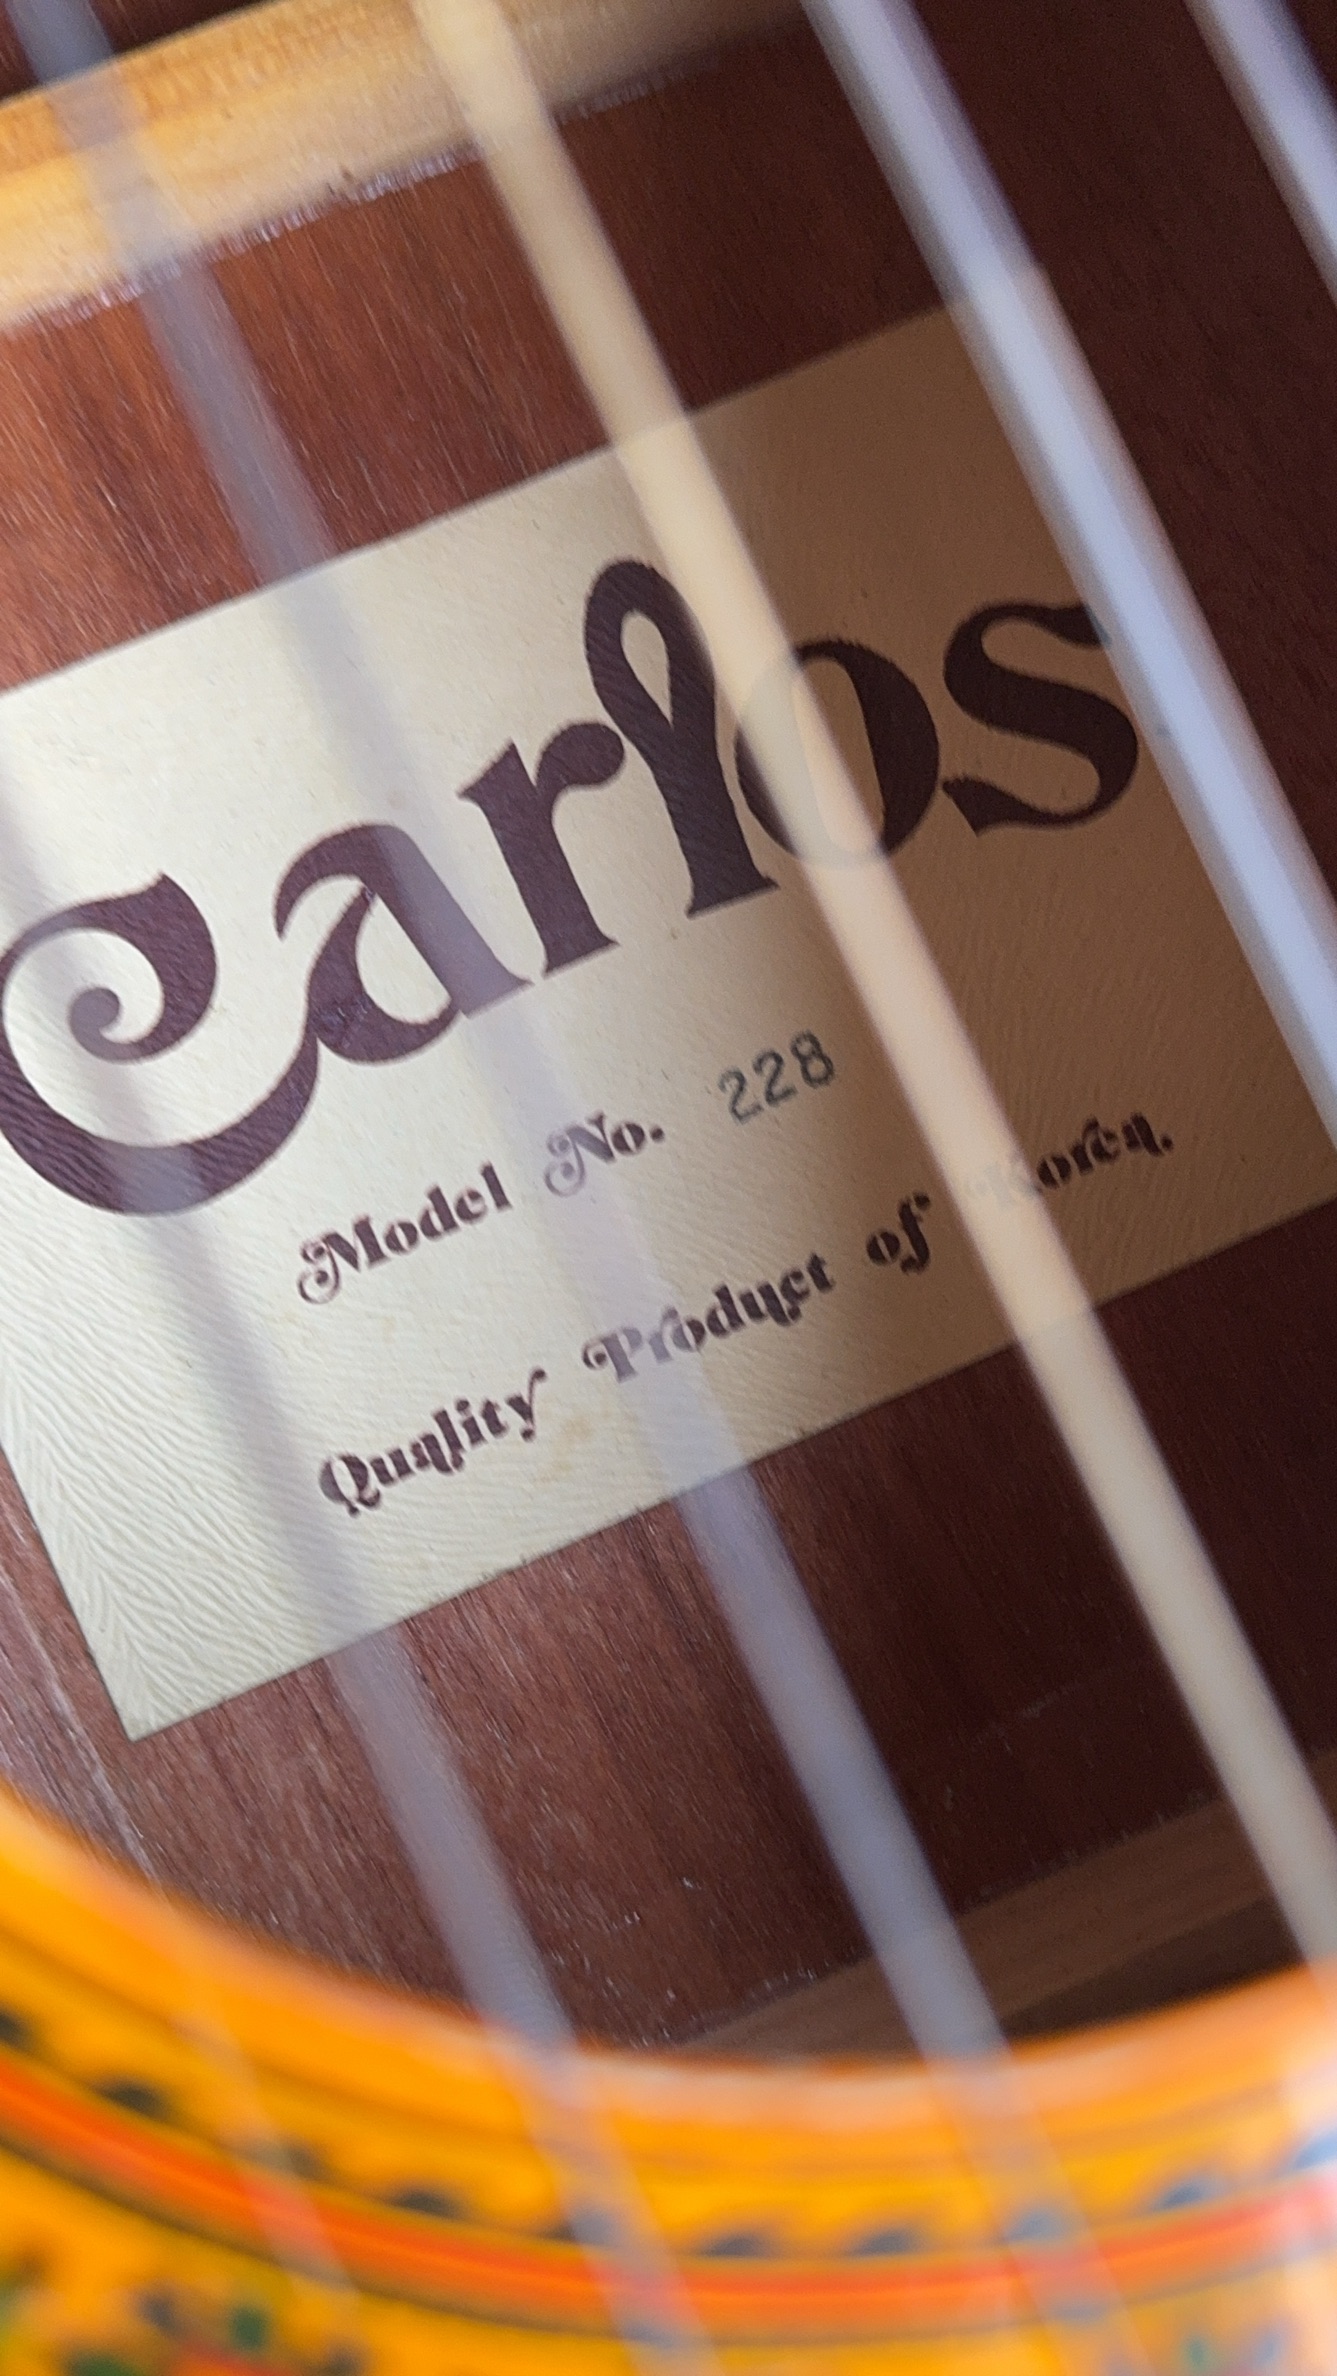 Carlos
Model No. 228
Quality Product of Korea.